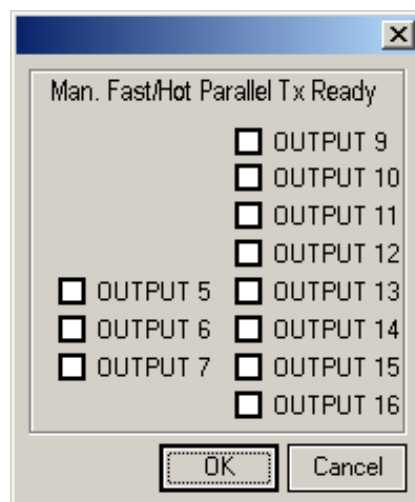 Man. Fast/Hot Parallel Tx Ready
OUTPUT 9
OUTPUT 10
OUTPUT 11
OUTPUT 12
OUTPUT 5 OUTPUT 13
OUTPUT 6 OUTPUT 14
OUTPUT 7 OUTPUT 15
OUTPUT 16
OK Cancel